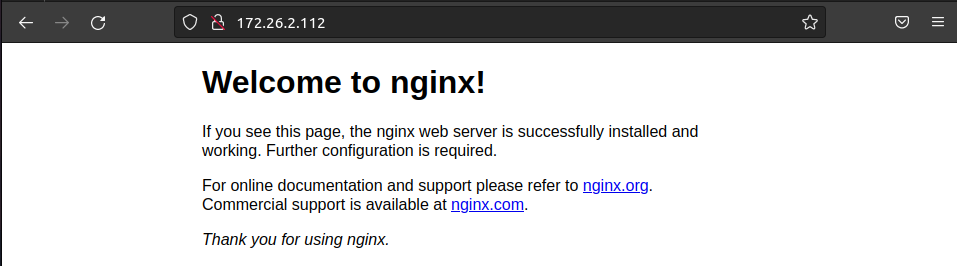 172.26.2.112
Welcome to nginx!
If you see this page, the nginx web server is successfully installed and
working. Further configuration is required.
For online documentation and support please refer to nginx.org.
Commercial support is available at nginx.com.
Thank you for using nginx.